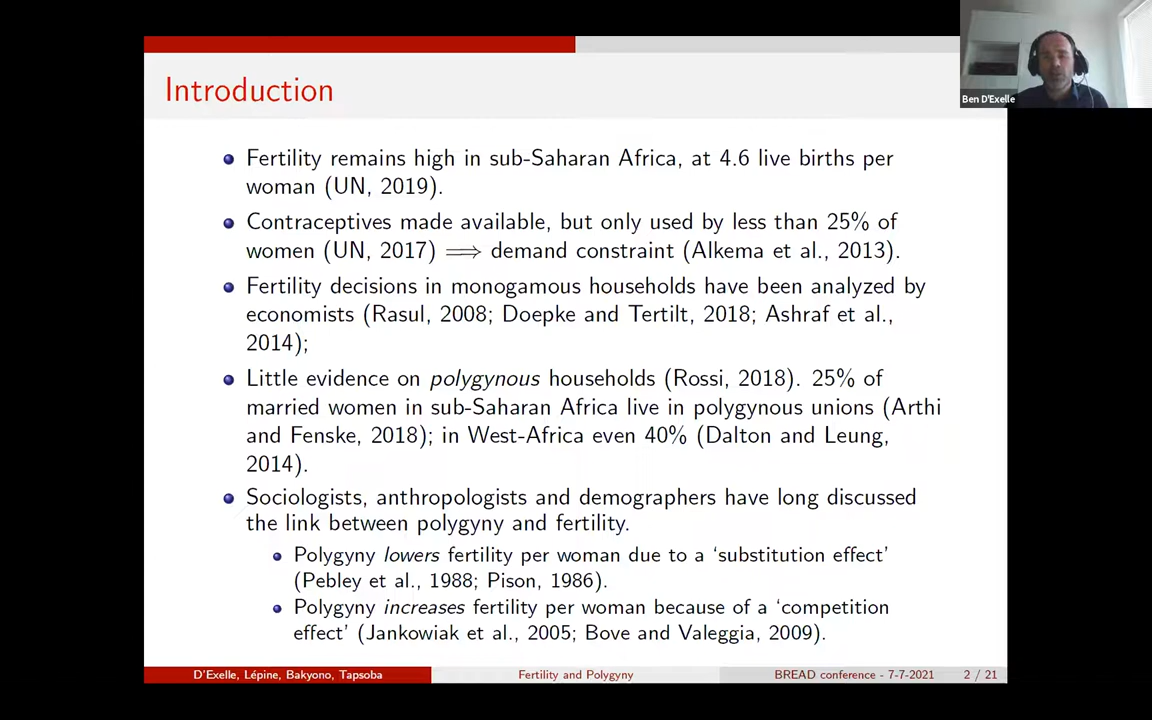 Introduction
Ben D'Exelle
Fertility remains high in sub-Saharan Africa, at 4.6 live births per
woman (UN, 2019).
Contraceptives made available, but only used by less than 25% of
women (UN, 2017) ⟹ demand constraint (Alkema et al., 2013).
Fertility decisions in monogamous households have been analyzed by
economists (Rasul, 2008; Doepke and Tertilt, 2018; Ashraf et al.,
2014);
Little evidence on polygynous households (Rossi, 2018). 25% of
married women in sub-Saharan Africa live in polygynous unions (Arthi
and Fenske, 2018); in West-Africa even 40% (Dalton and Leung,
2014).
Sociologists, anthropologists and demographers have long discussed
the link between polygyny and fertility.
Polygyny lowers fertility per woman due to a ‘substitution effect’
(Pebley et al., 1988; Pison, 1986).
Polygyny increases fertility per woman because of a ‘competition
effect’ (Jankowiak et al., 2005; Bove and Valeggia, 2009).
D'Exelle, Lépine, Bakyono, Tapsoba
Fertility and Polygyny
BREAD conference - 7-7-2021
2 / 21